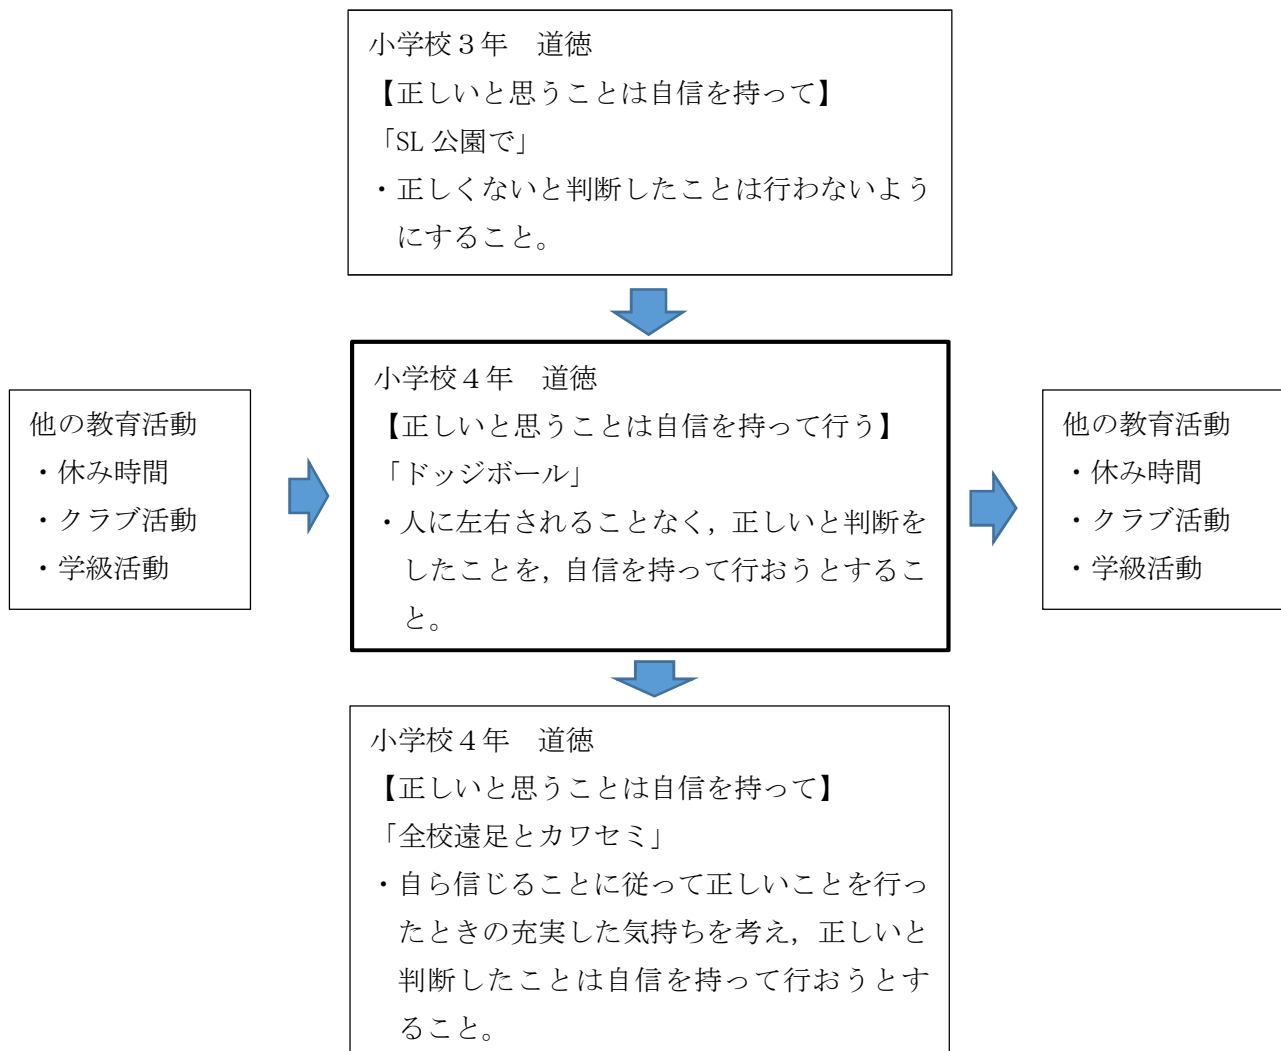 小学校３年　道徳
【正しいと思うことは自信を持って】
「SL 公園で」
・正しくないと判断したことは行わないよう
にすること。
他の教育活動
・休み時間
・クラブ活動
・学級活動
小学校４年　道徳
【正しいと思うことは自信を持って行う】
「ドッジボール」
・人に左右されることなく，正しいと判断を
したことを，自信を持って行おうとするこ
と。
他の教育活動
・休み時間
・クラブ活動
・学級活動
小学校４年　道徳
【正しいと思うことは自信を持って】
「全校遠足とカワセミ」
・自ら信じることに従って正しいことを行っ
たときの充実した気持ちを考え，正しいと
判断したことは自信を持って行おうとす
ること。